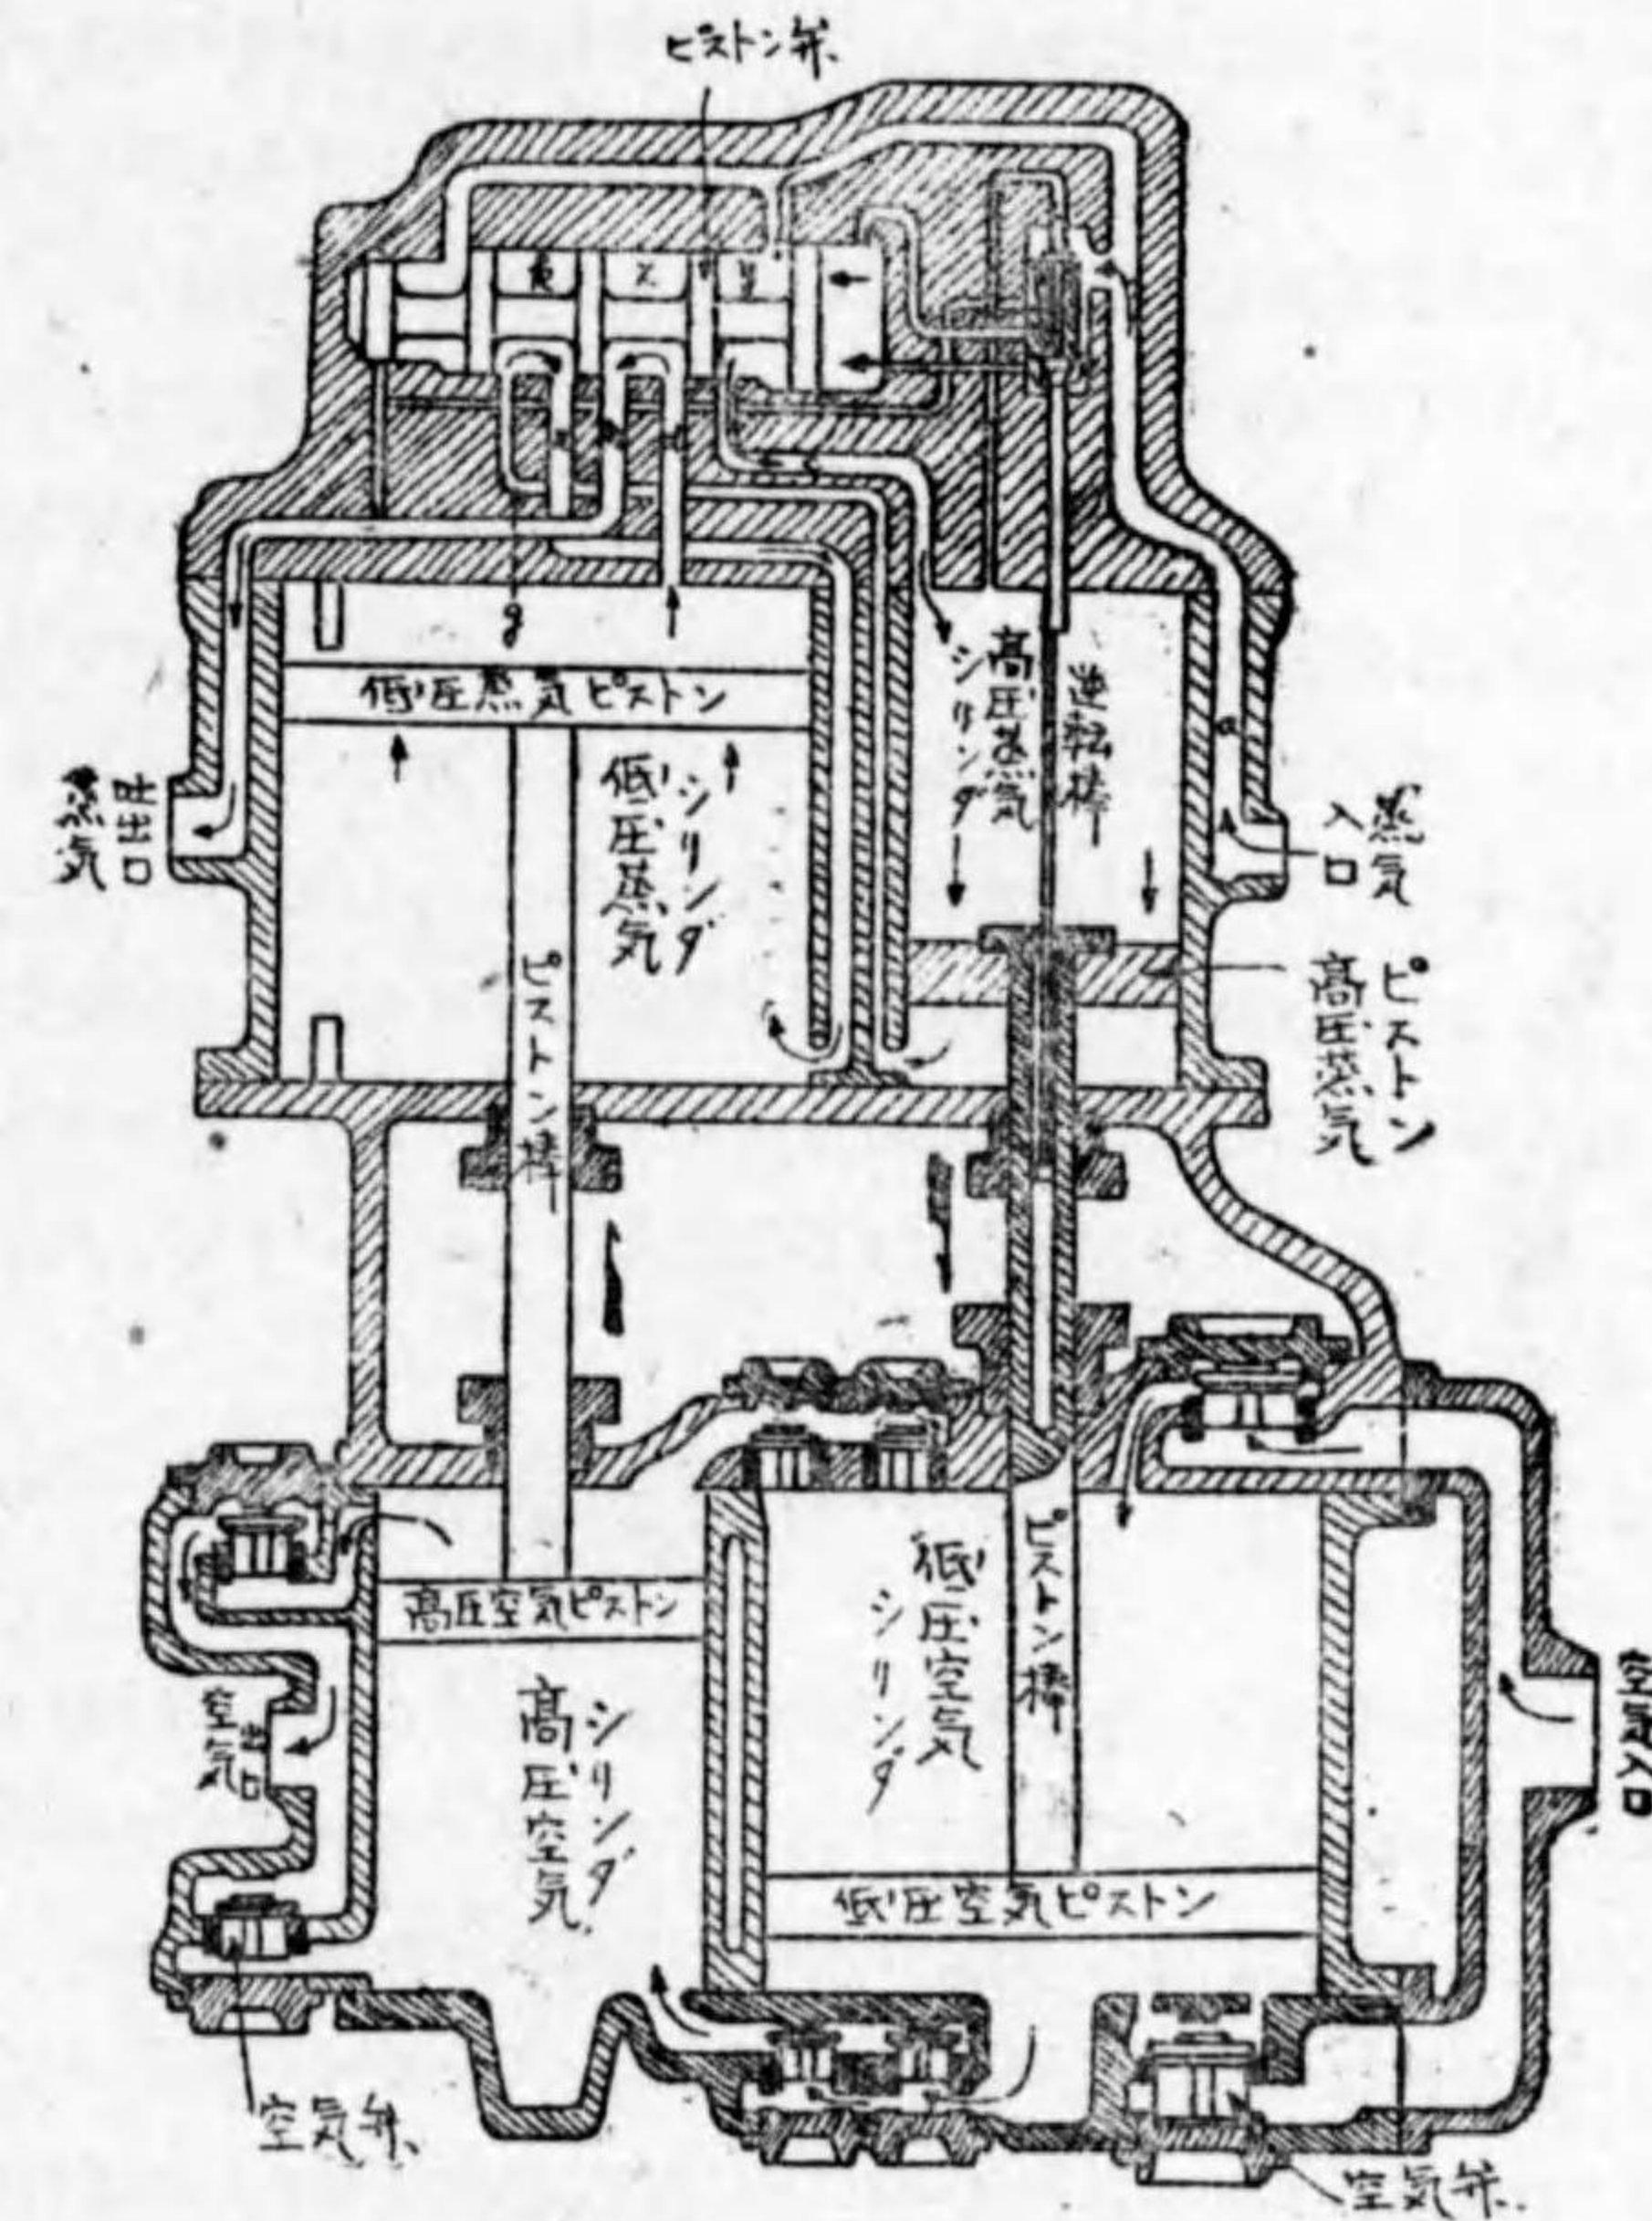 ピストン弁
g
低圧蒸気ピストン
高圧蒸気
シリンダ
逆転棒
a
蒸気
吐出口
低圧蒸気
シリンダ
蒸気
入口
ピストン棒
高圧蒸気
ピストン
高圧空気ピストン
空気
出口
高圧空気
シリンダ
低圧空気
シリンダ
ピストン棒
空気入口
低圧空気ピストン
空気弁
空気弁